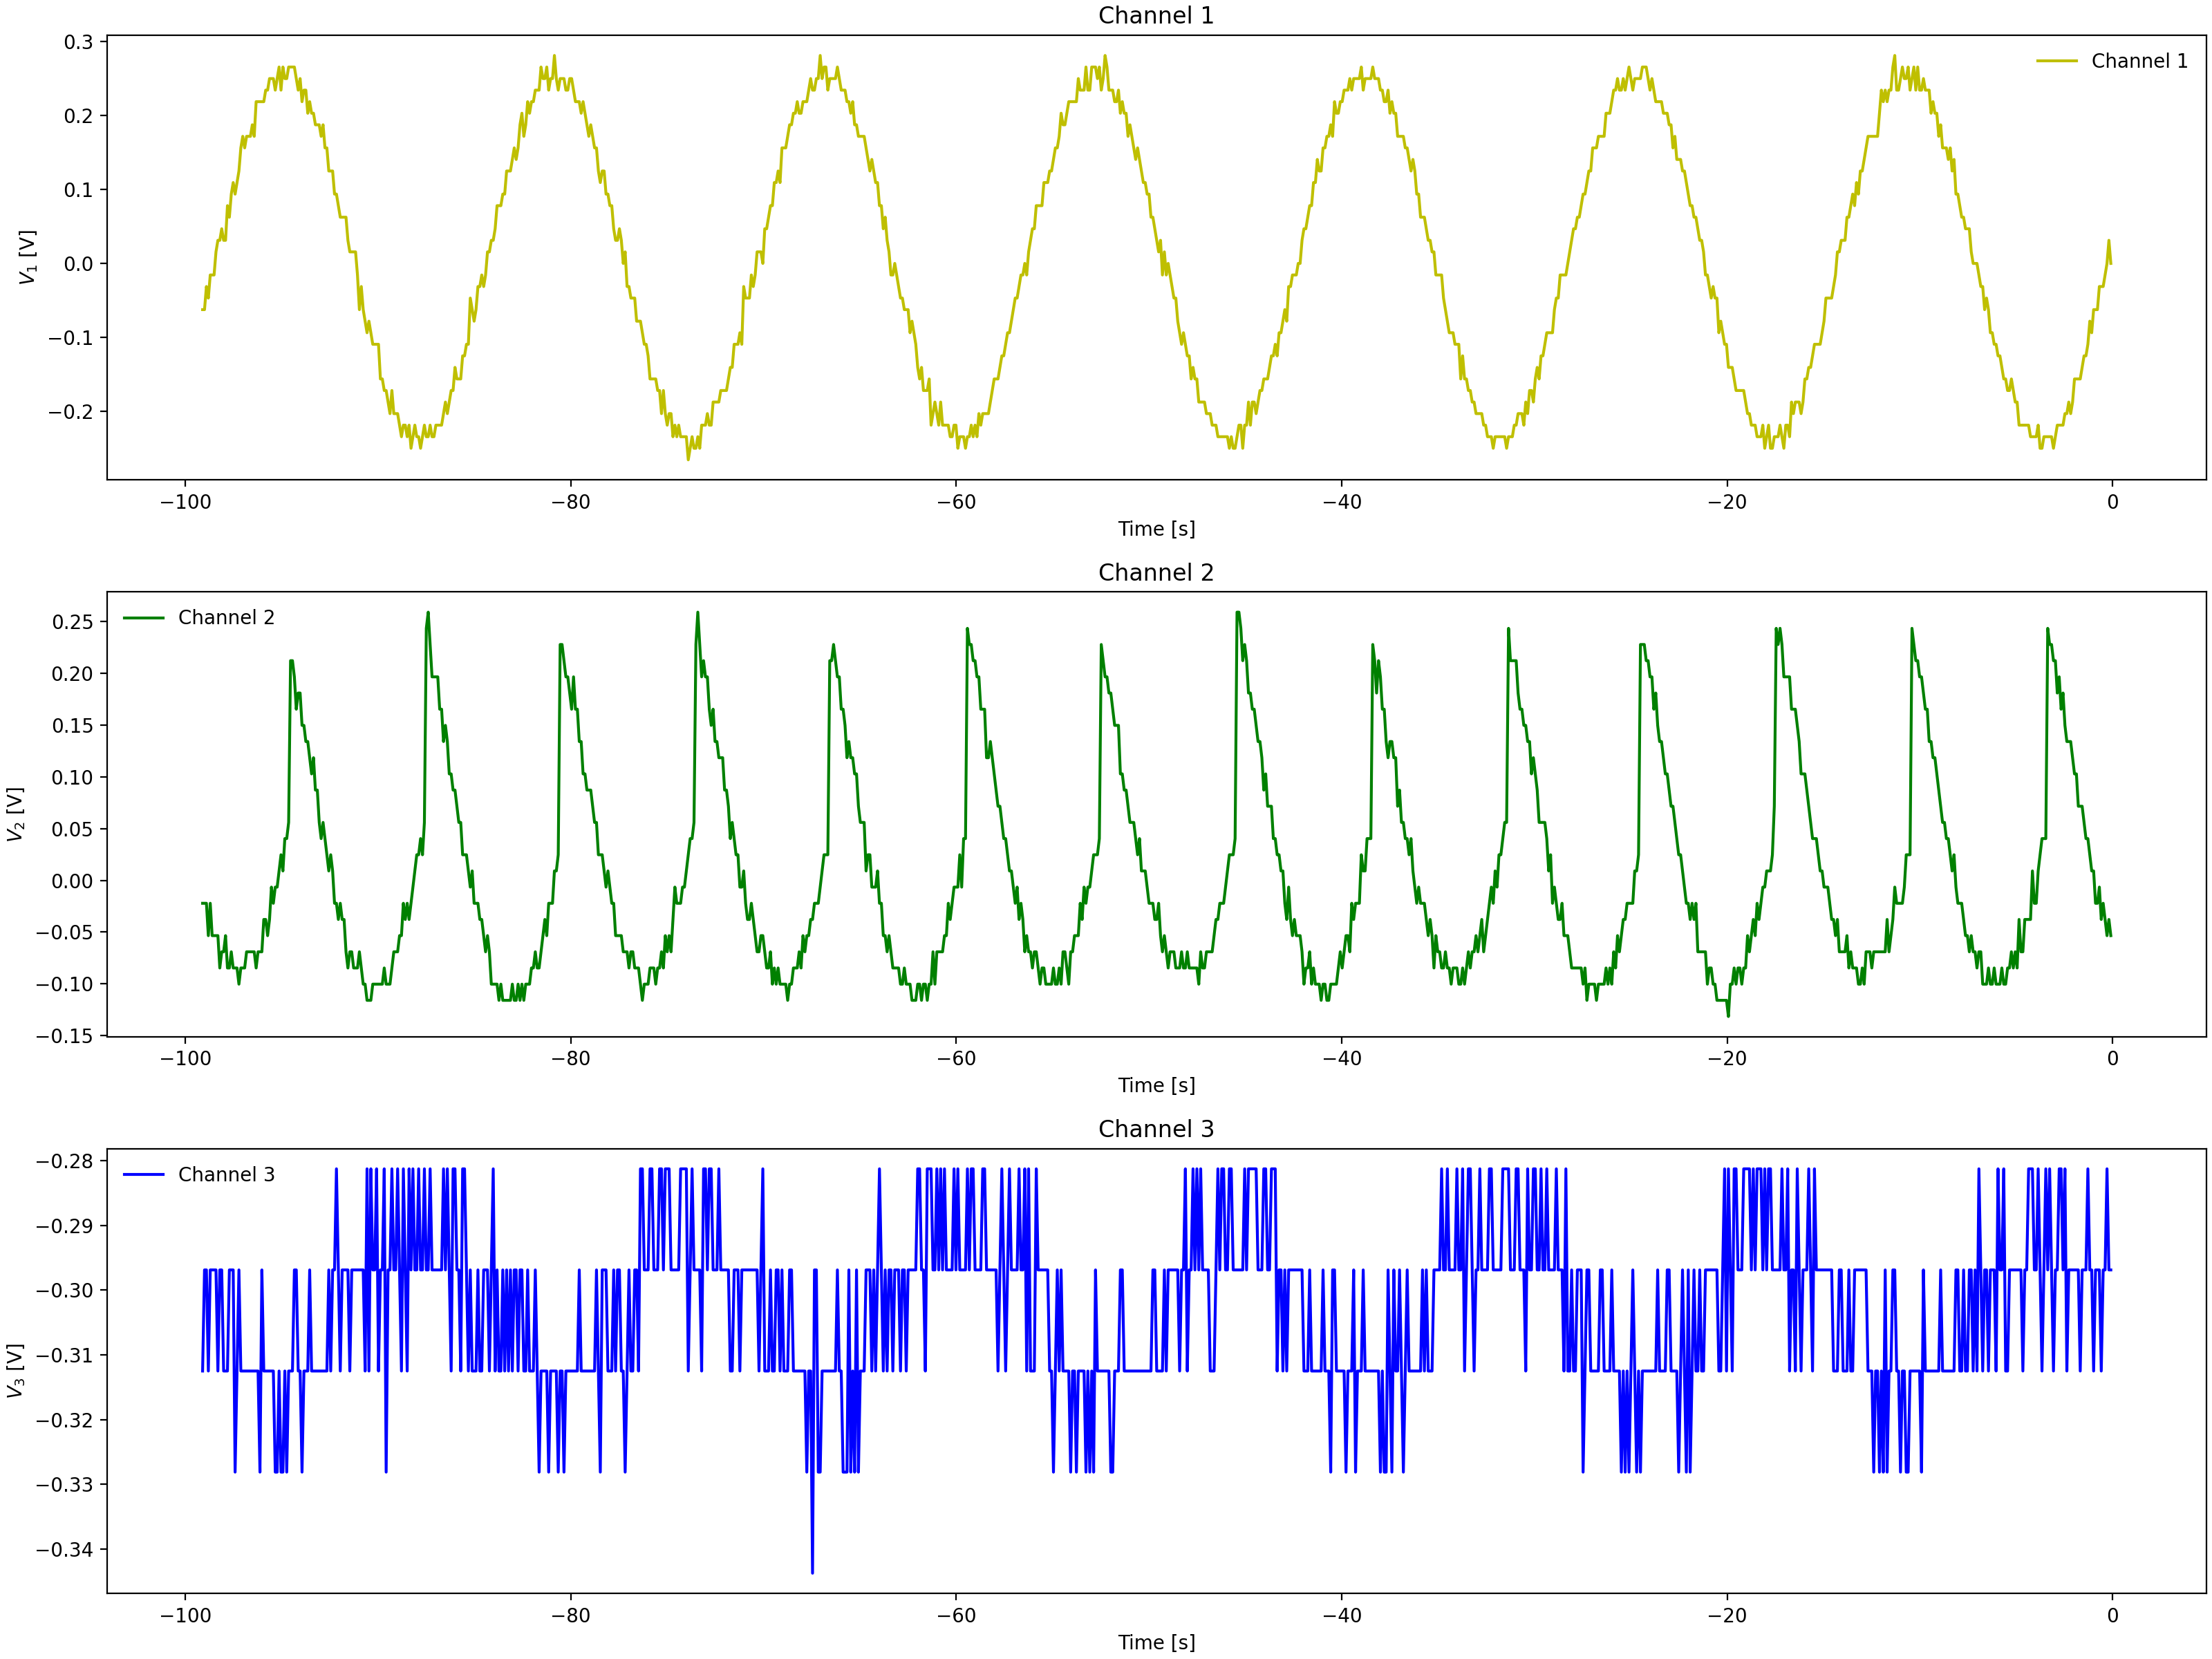 Channel 1
0.3
0.2
0.1
0.0
−0.1
−0.2
V1 [V]
Channel 1
−100 −80 −60 −40 −20 0
Time [s]
Channel 2
0.25
0.20
0.15
0.10
0.05
0.00
−0.05
−0.10
−0.15
V2 [V]
Channel 2
−100 −80 −60 −40 −20 0
Time [s]
Channel 3
−0.28
−0.29
−0.30
−0.31
−0.32
−0.33
−0.34
V3 [V]
Channel 3
−100 −80 −60 −40 −20 0
Time [s]